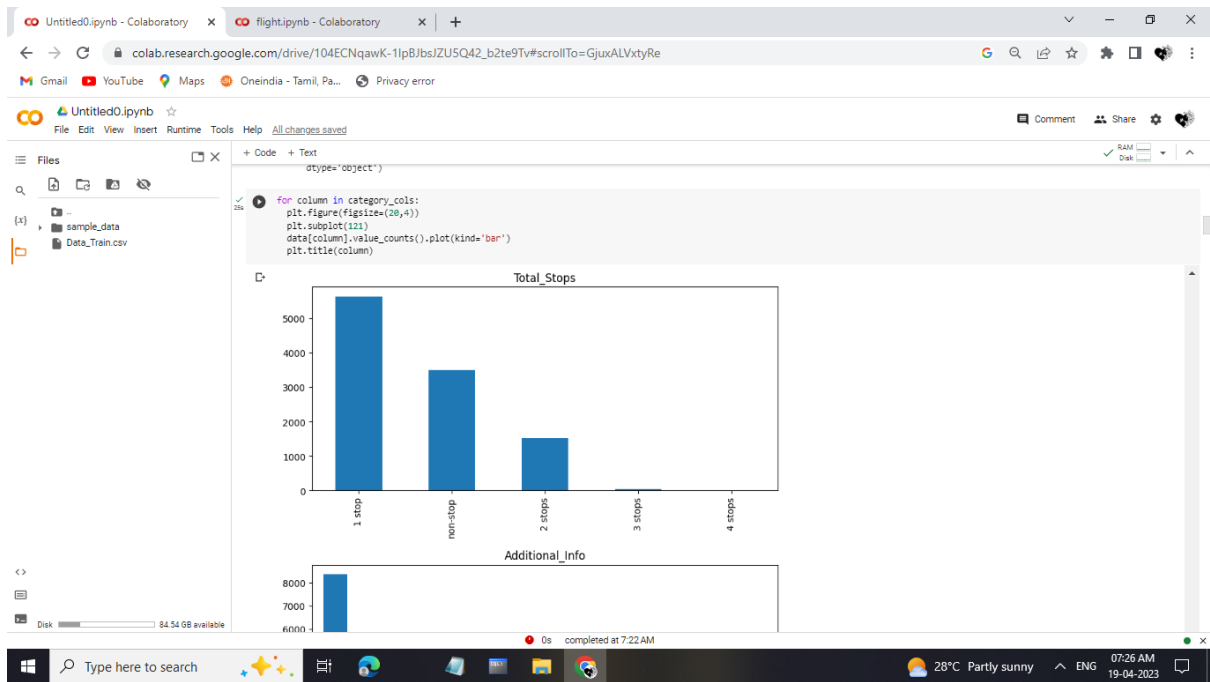 Untitled0.ipynb - Colaboratory
flight.ipynb - Colaboratory
colab.research.google.com/drive/104ECNqawK-1IpBJbsJZU5Q42_b2te9Tv#scrollTo=GjuxALVxtyRe
Gmail YouTube Maps Oneindia - Tamil, Pa... Privacy error
Untitled0.ipynb
File Edit View Insert Runtime Tools Help All changes saved
Comment Share
Files
+ Code + Text
RAM
Disk
dtype='object')
..
sample_data
Data_Train.csv
25s
for column in category_cols:
plt.figure(figsize=(20,4))
plt.subplot(121)
data[column].value_counts().plot(kind='bar')
plt.title(column)
Total_Stops
5000
4000
3000
2000
1000
0
1 stop
non-stop
2 stops
3 stops
4 stops
Additional_Info
8000
7000
6000
Disk 84.54 GB available
0s completed at 7:22 AM
Type here to search
28°C Partly sunny
ENG
07:26 AM
19-04-2023